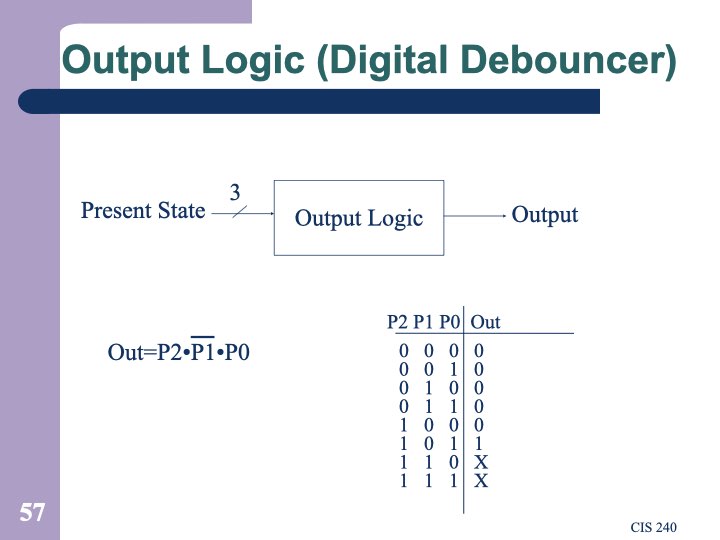 Output Logic (Digital Debouncer)
3
Present State
Output Logic
Output
Out=P2•P̅1̅•P0
P2 P1 P0 Out
0 0 0 0
0 0 1 0
0 1 0 0
0 1 1 0
1 0 0 0
1 0 1 1
1 1 0 X
1 1 1 X
57
CIS 240